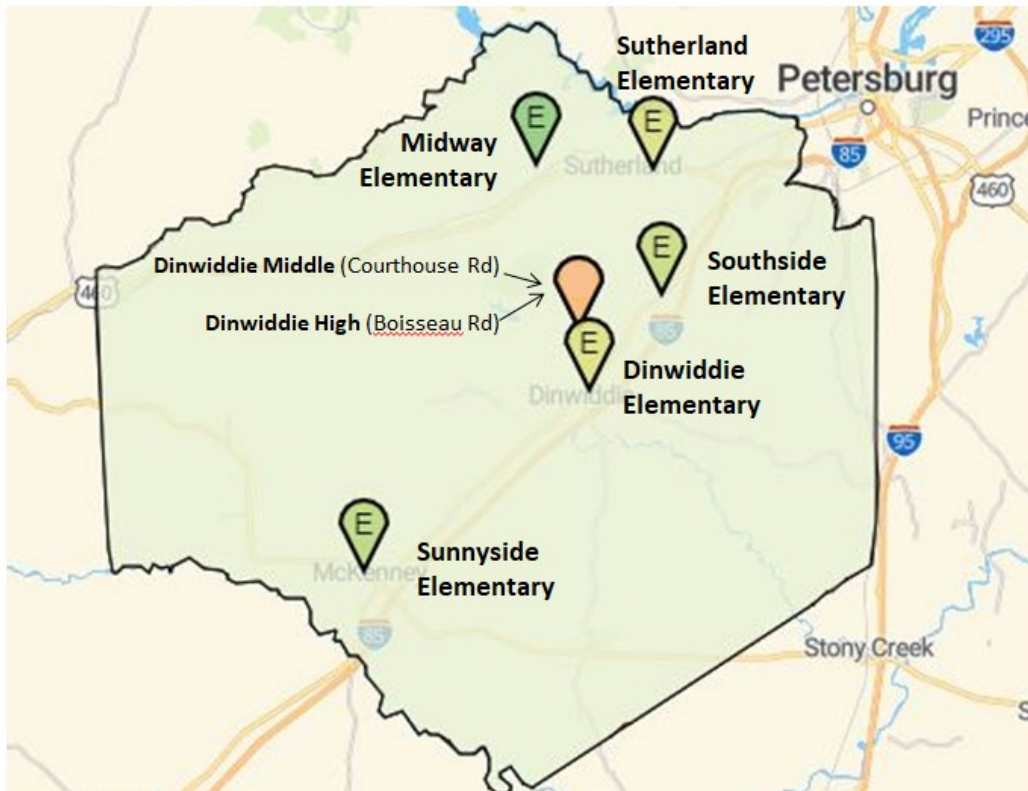 Sutherland
Elementary
295
Petersburg
E
E
Prince
Midway
Elementary
Sutherland
85
460
E
Southside
Elementary
Dinwiddie Middle (Courthouse Rd)
460
Dinwiddie High (Boisseau Rd)
85
E
Dinwiddie
Elementary
Dinwiddie
95
E
Sunnyside
Elementary
McKenney
85
Stony Creek
S